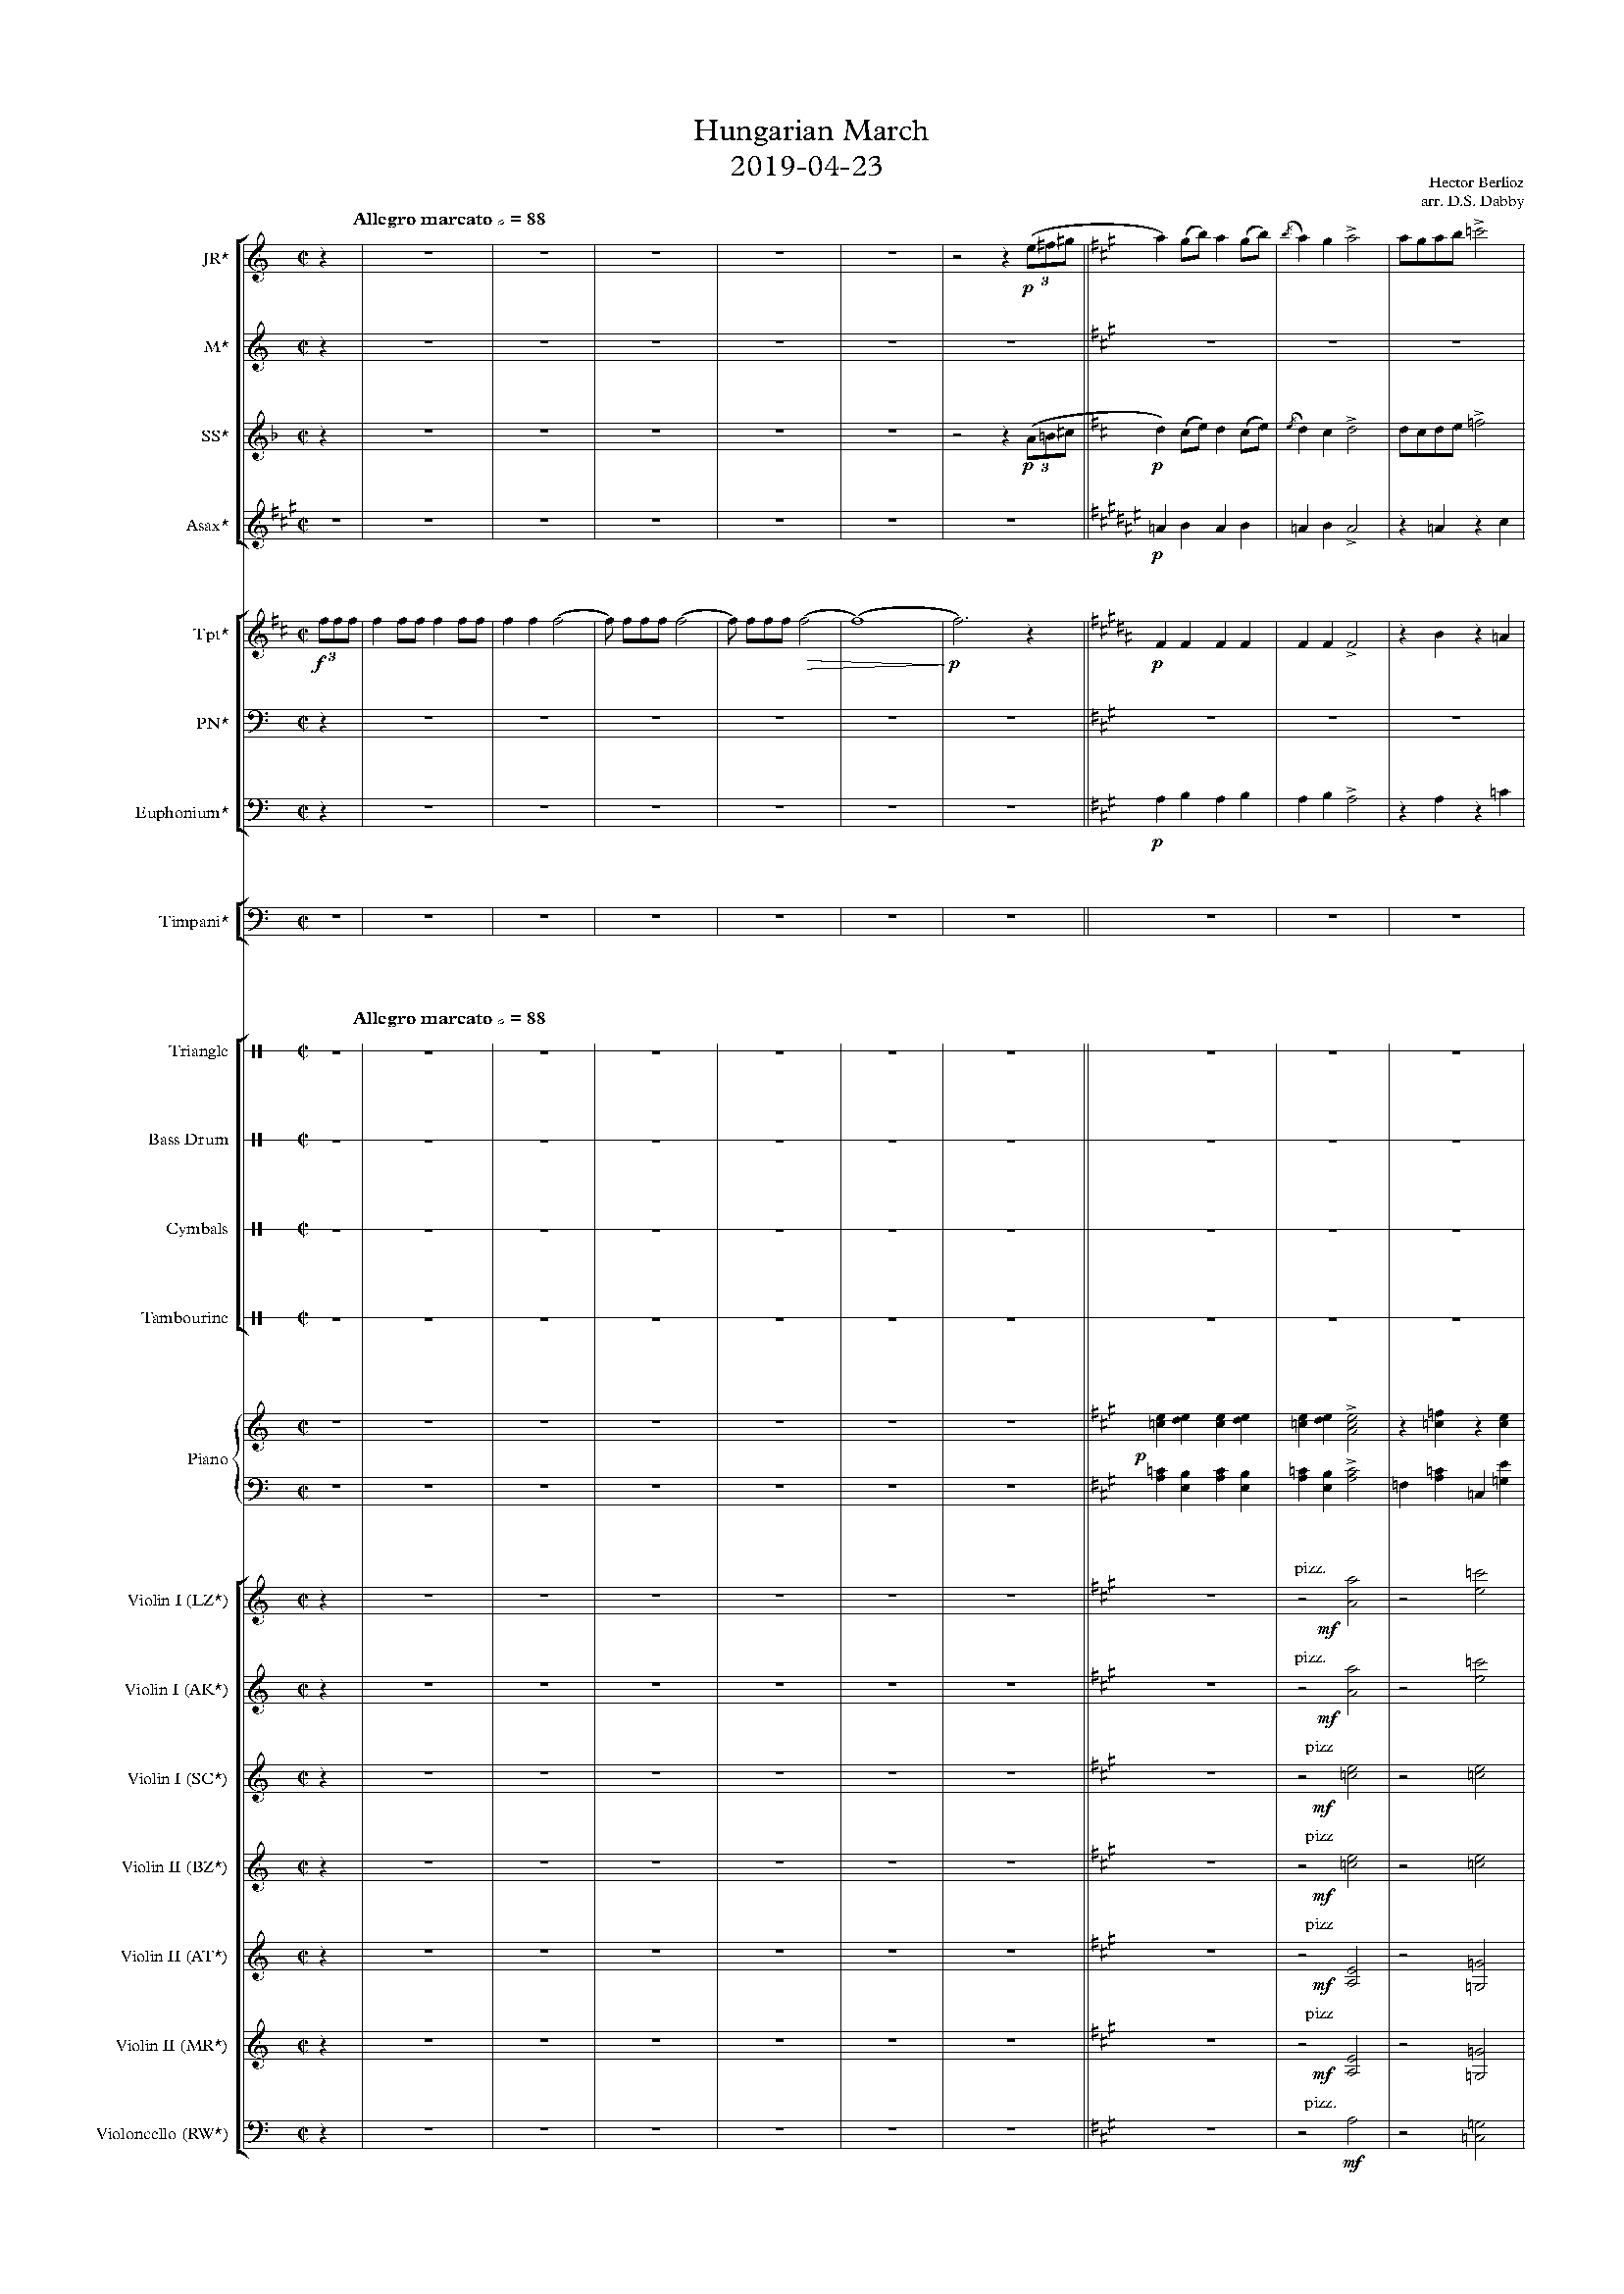 Hungarian March
2019-04-23
Hector Berlioz
arr. D.S. Dabby
Allegro marcato 𝅗𝅥 = 88
JR*
p 3
M*
SS*
p 3 p
Asax*
p
Tpt*
f 3 p p
PN*
Euphonium*
p
Timpani*
Allegro marcato 𝅗𝅥 = 88
Triangle
Bass Drum
Cymbals
Tambourine
Piano
p
pizz.
Violin I (LZ*)
mf
pizz.
Violin I (AK*)
mf
pizz
Violin I (SC*)
mf
pizz
Violin II (BZ*)
mf
pizz
Violin II (AT*)
mf
pizz
Violin II (MR*)
mf
pizz.
Violoncello (RW*)
mf